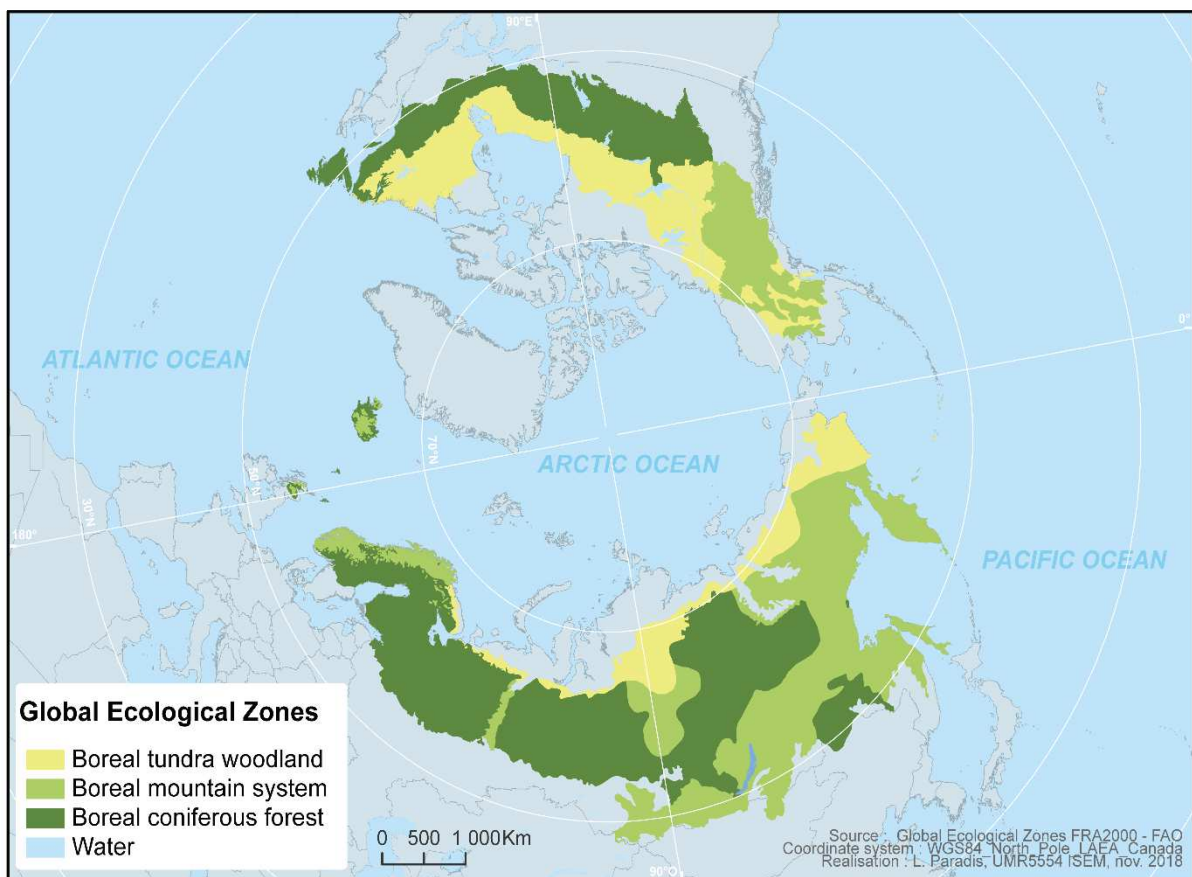 90°E
0°
ATLANTIC OCEAN
70°N
ARCTIC OCEAN
50°N
30°N
180°
PACIFIC OCEAN
Global Ecological Zones
Boreal tundra woodland
Boreal mountain system
Boreal coniferous forest
Water
0 500 1 000Km
90°O
Source : Global Ecological Zones FRA2000 - FAO
Coordinate system : WGS84_North_Pole_LAEA_Canada
Realisation : L. Paradis, UMR5554 ISEM, nov. 2018